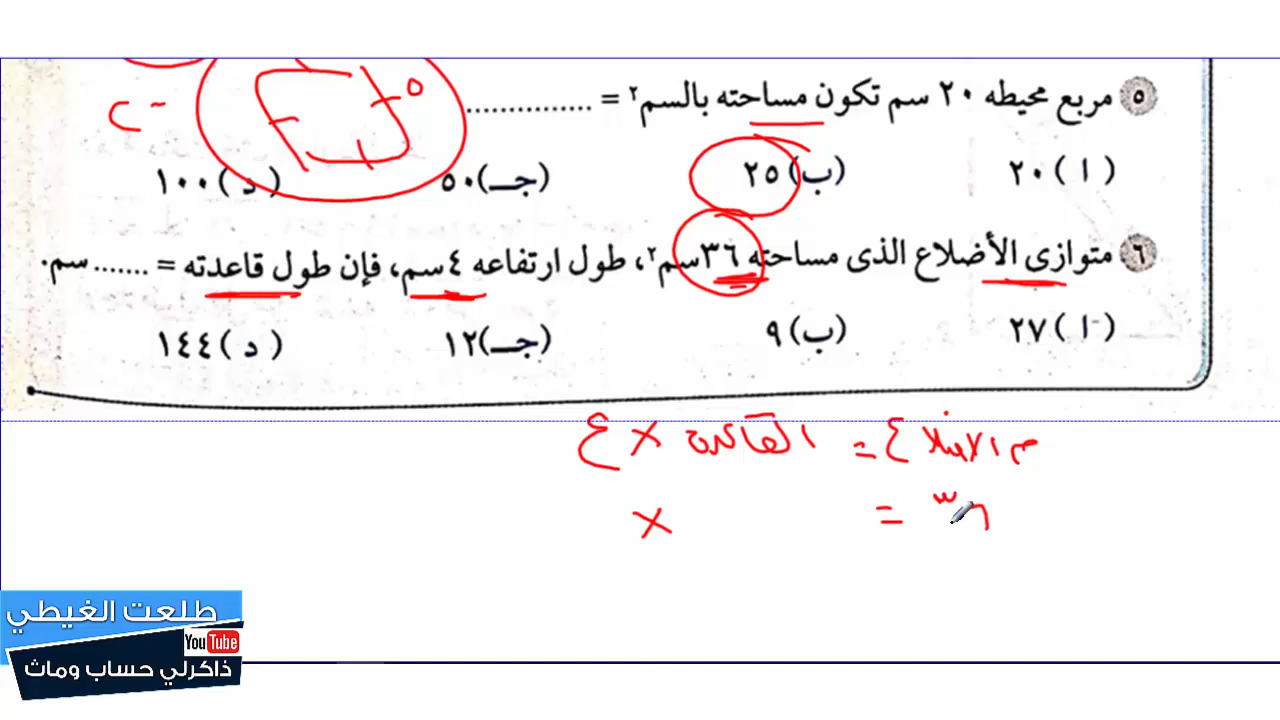 ٥ مربع محيطه ٢٠ سم تكون مساحته بالسم٢ = ..............
( ا ) ٢٠ (ب) ٢٥ (جـ) ٥٠ ( د ) ١٠٠
٦ متوازى الأضلاع الذى مساحته ٣٦سم٢، طول ارتفاعه ٤سم، فإن طول قاعدته = ....... سم.
( ا ) ٢٧ (ب) ٩ (جـ) ١٢ ( د ) ١٤٤
= القاعدة × ع
٣٦ = ×
٥
طلعت الغيطي
YouTube
ذاكرلي حساب وماث